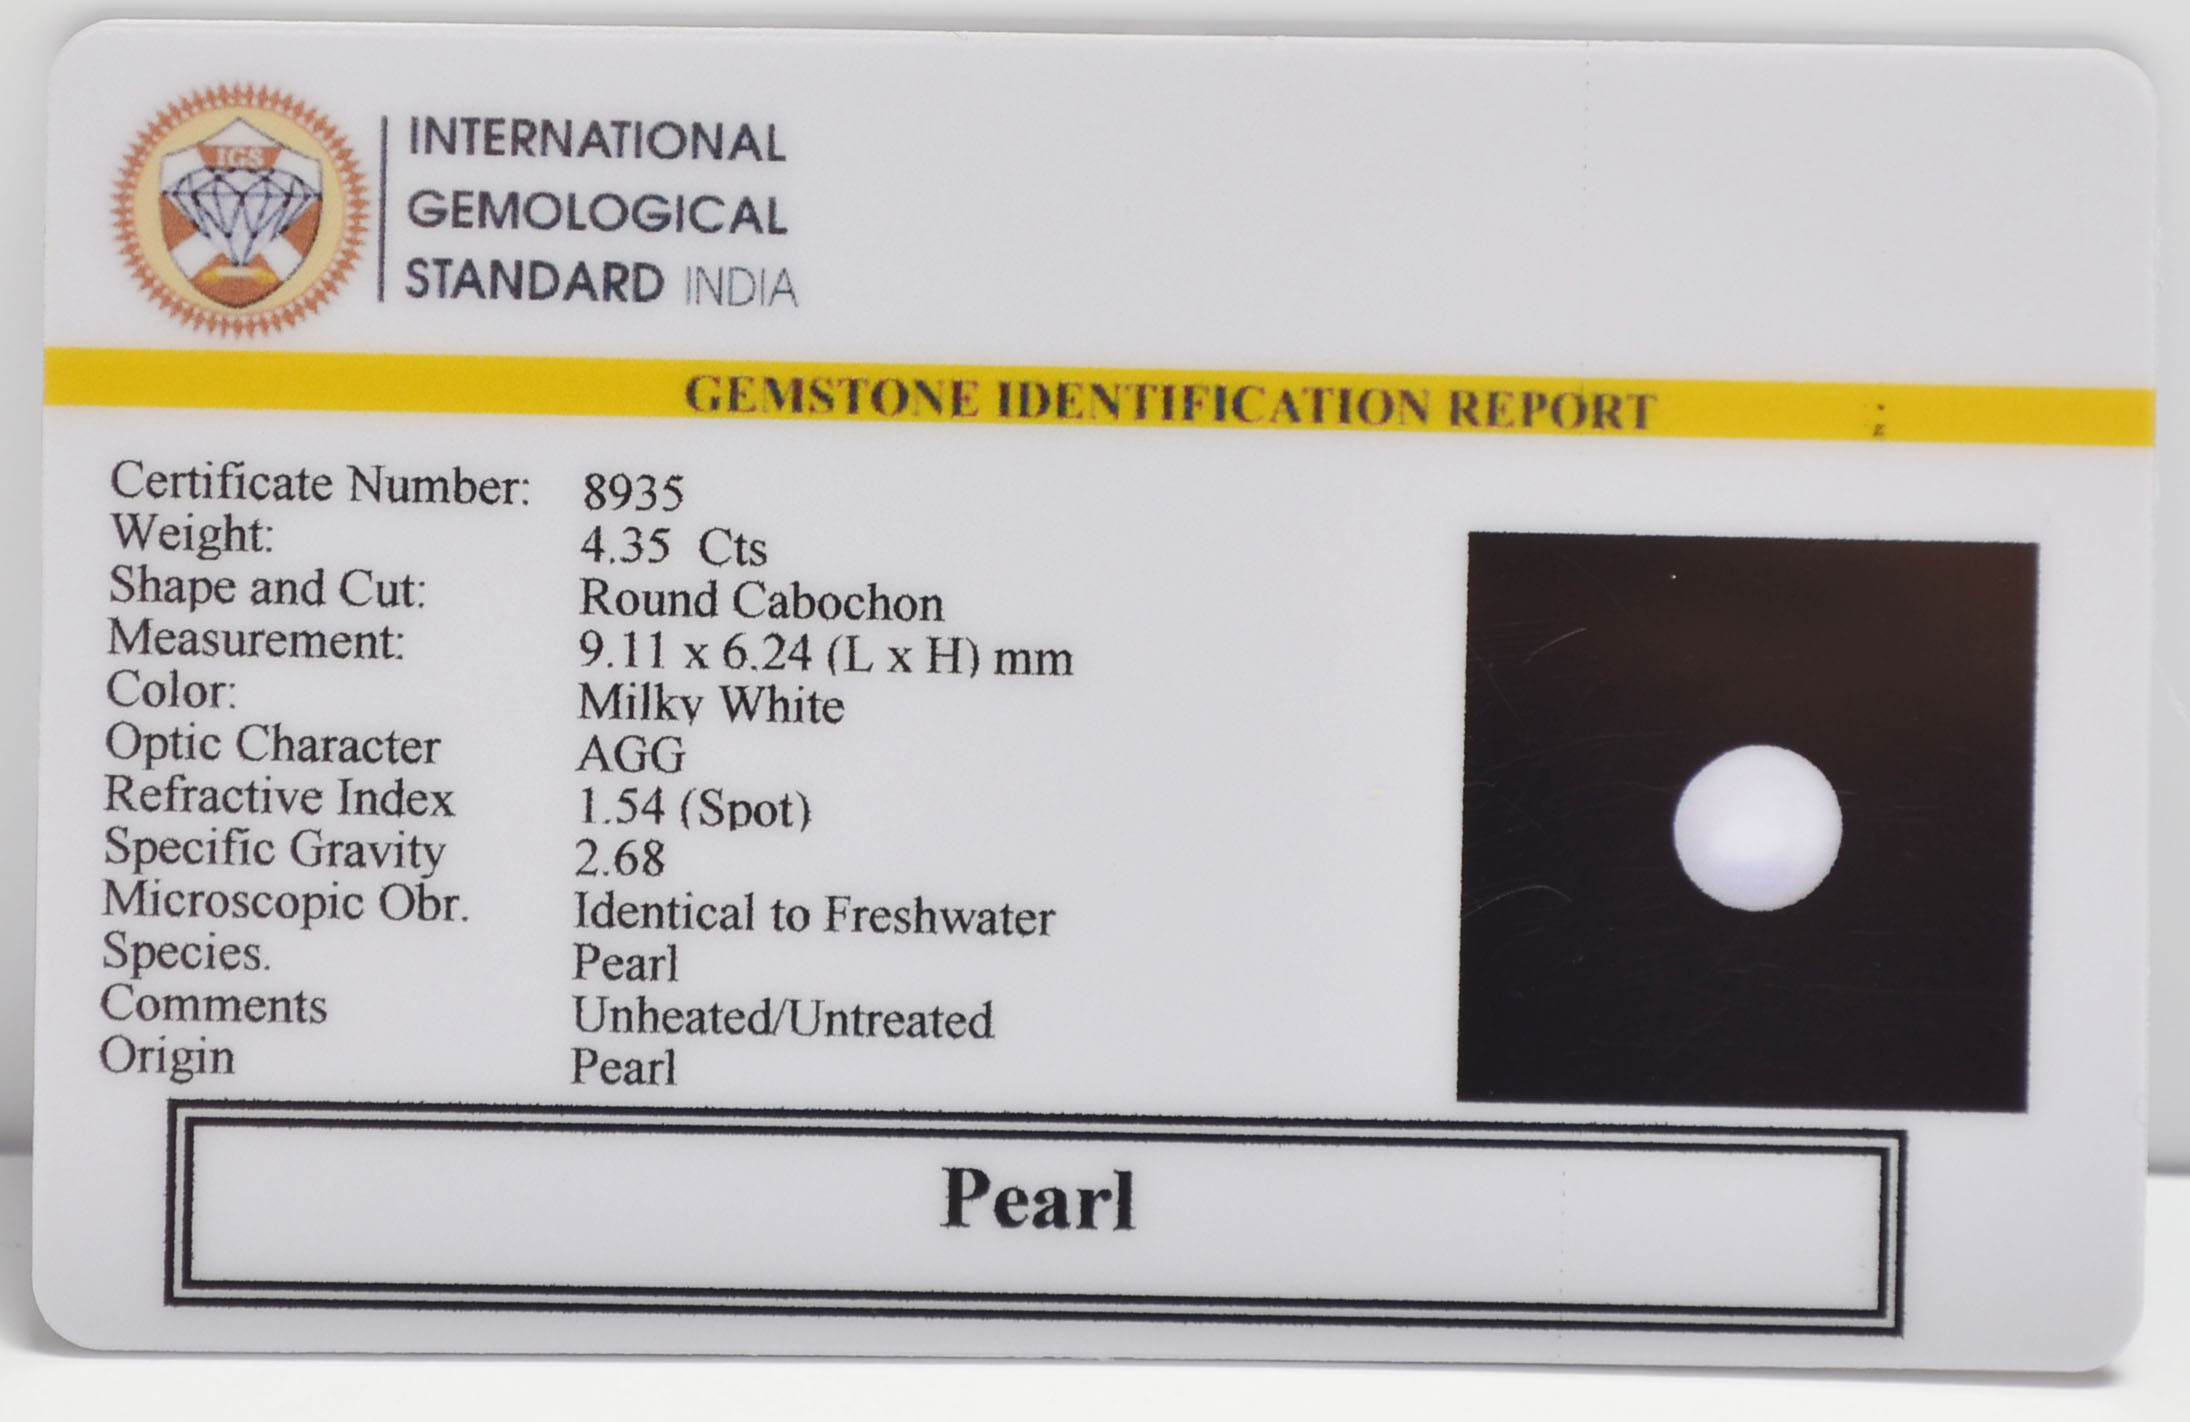 IGS
INTERNATIONAL
GEMOLOGICAL
STANDARD INDIA
GEMSTONE IDENTIFICATION REPORT
Certificate Number: 8935
Weight: 4.35 Cts
Shape and Cut: Round Cabochon
Measurement: 9.11 x 6.24 (L x H) mm
Color: Milky White
Optic Character AGG
Refractive Index 1.54 (Spot)
Specific Gravity 2.68
Microscopic Obr. Identical to Freshwater
Species. Pearl
Comments Unheated/Untreated
Origin Pearl
Pearl